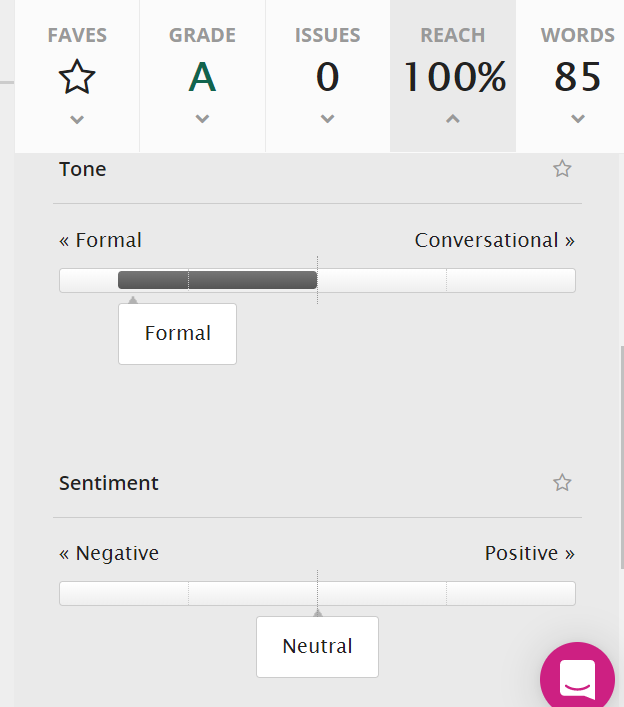 FAVES GRADE ISSUES REACH WORDS
A 0 100% 85
Tone
« Formal Conversational »
Formal
Sentiment
« Negative Positive »
Neutral